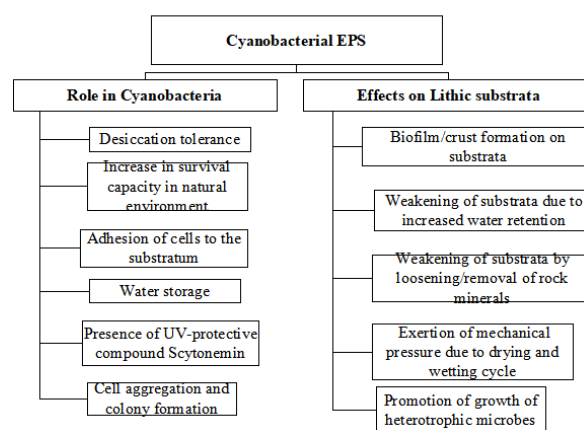 Cyanobacterial EPS
Role in Cyanobacteria
Desiccation tolerance
Increase in survival
capacity in natural
environment
Adhesion of cells to the
substratum
Water storage
Presence of UV-protective
compound Scytonemin
Cell aggregation and
colony formation
Effects on Lithic substrata
Biofilm/crust formation on
substrata
Weakening of substrata due to
increased water retention
Weakening of substrata by
loosening/removal of rock
minerals
Exertion of mechanical
pressure due to drying and
wetting cycle
Promotion of growth of
heterotrophic microbes